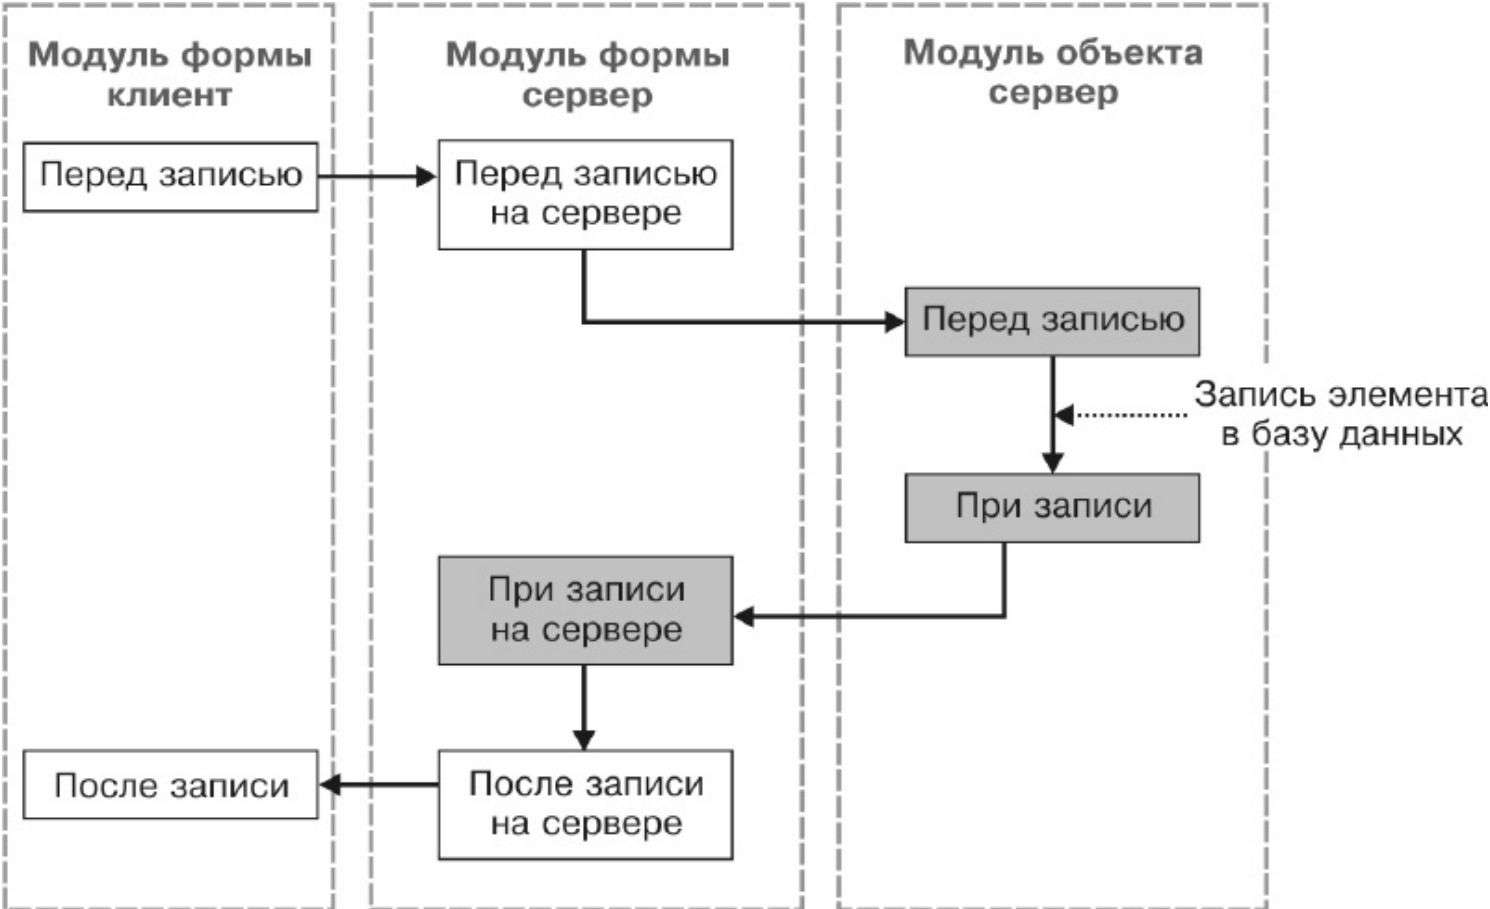 Модуль формы
клиент
Модуль формы
сервер
Модуль объекта
сервер
Перед записью
Перед записью
на сервере
Перед записью
Запись элемента
в базу данных
При записи
При записи
на сервере
После записи
После записи
на сервере